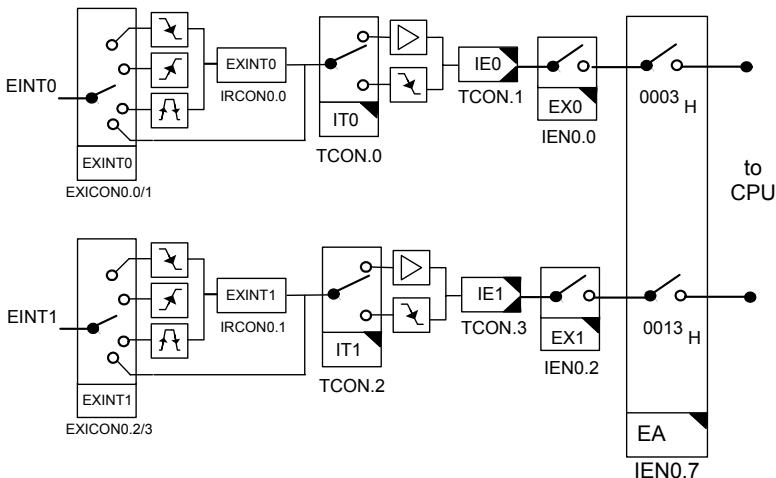 EINT0
EXINT0
EXICON0.0/1
EXINT0
IRCON0.0
IT0
TCON.0
IE0
TCON.1
EX0
IEN0.0
0003 H
to
CPU
EINT1
EXINT1
EXICON0.2/3
EXINT1
IRCON0.1
IT1
TCON.2
IE1
TCON.3
EX1
IEN0.2
0013 H
EA
IEN0.7